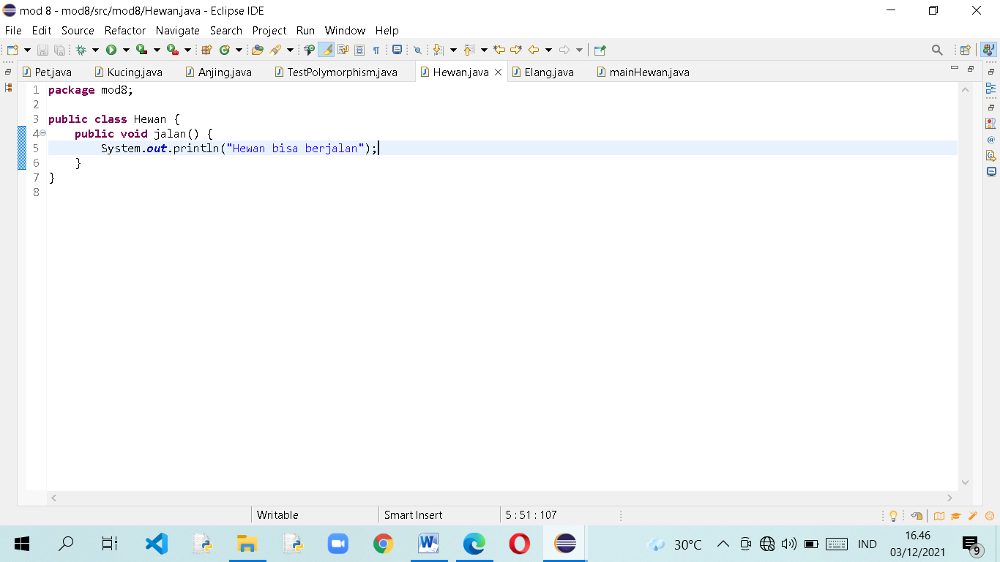 mod 8 - mod8/src/mod8/Hewan.java - Eclipse IDE
File Edit Source Refactor Navigate Search Project Run Window Help
Pet.java Kucing.java Anjing.java TestPolymorphism.java Hewan.java Elang.java mainHewan.java
1 package mod8;
2
3 public class Hewan {
4 public void jalan() {
5 System.out.println("Hewan bisa berjalan");
6 }
7 }
8
Writable Smart Insert 5 : 51 : 107
30°C IND 16.46
03/12/2021 9